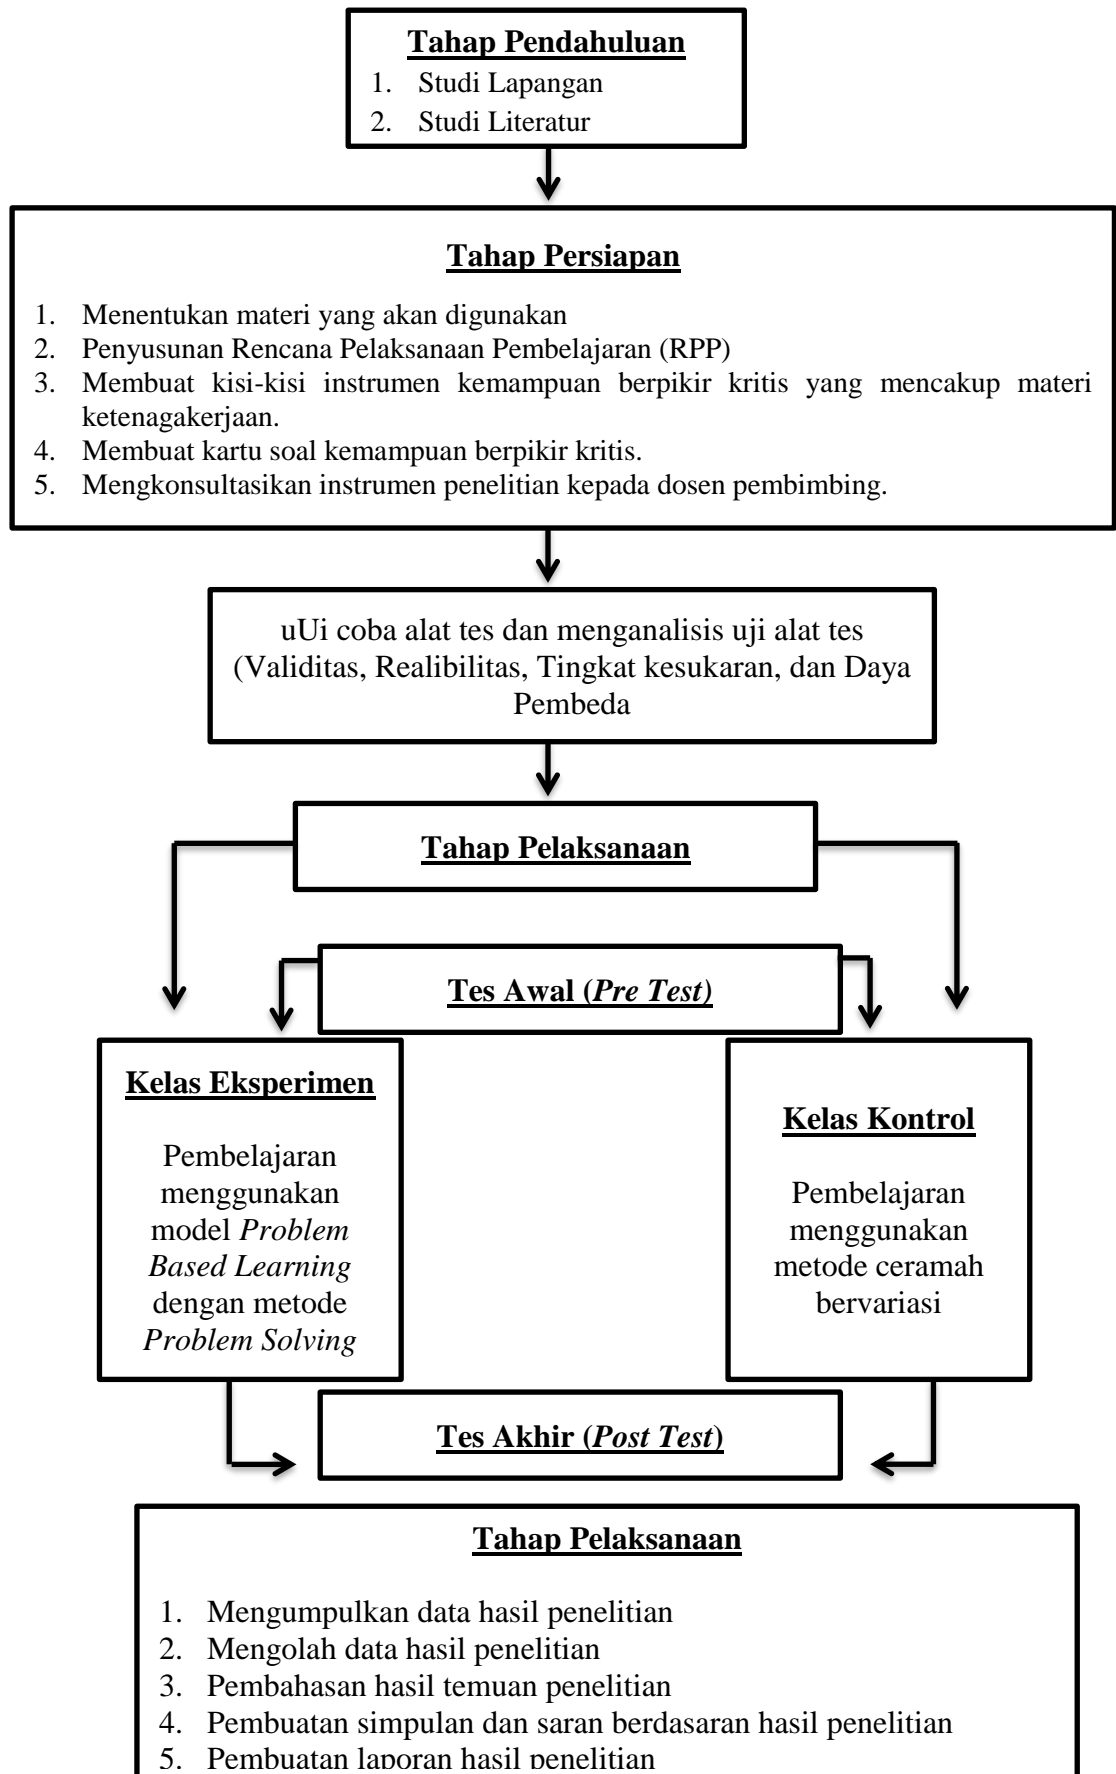 Tahap Pendahuluan
1. Studi Lapangan
2. Studi Literatur
Tahap Persiapan
1. Menentukan materi yang akan digunakan
2. Penyusunan Rencana Pelaksanaan Pembelajaran (RPP)
3. Membuat kisi-kisi instrumen kemampuan berpikir kritis yang mencakup materi
ketenagakerjaan.
4. Membuat kartu soal kemampuan berpikir kritis.
5. Mengkonsultasikan instrumen penelitian kepada dosen pembimbing.
uUi coba alat tes dan menganalisis uji alat tes
(Validitas, Realibilitas, Tingkat kesukaran, dan Daya
Pembeda
Tahap Pelaksanaan
Tes Awal (Pre Test)
Kelas Eksperimen
Pembelajaran
menggunakan
model Problem
Based Learning
dengan metode
Problem Solving
Kelas Kontrol
Pembelajaran
menggunakan
metode ceramah
bervariasi
Tes Akhir (Post Test)
Tahap Pelaksanaan
1. Mengumpulkan data hasil penelitian
2. Mengolah data hasil penelitian
3. Pembahasan hasil temuan penelitian
4. Pembuatan simpulan dan saran berdasaran hasil penelitian
5. Pembuatan laporan hasil penelitian